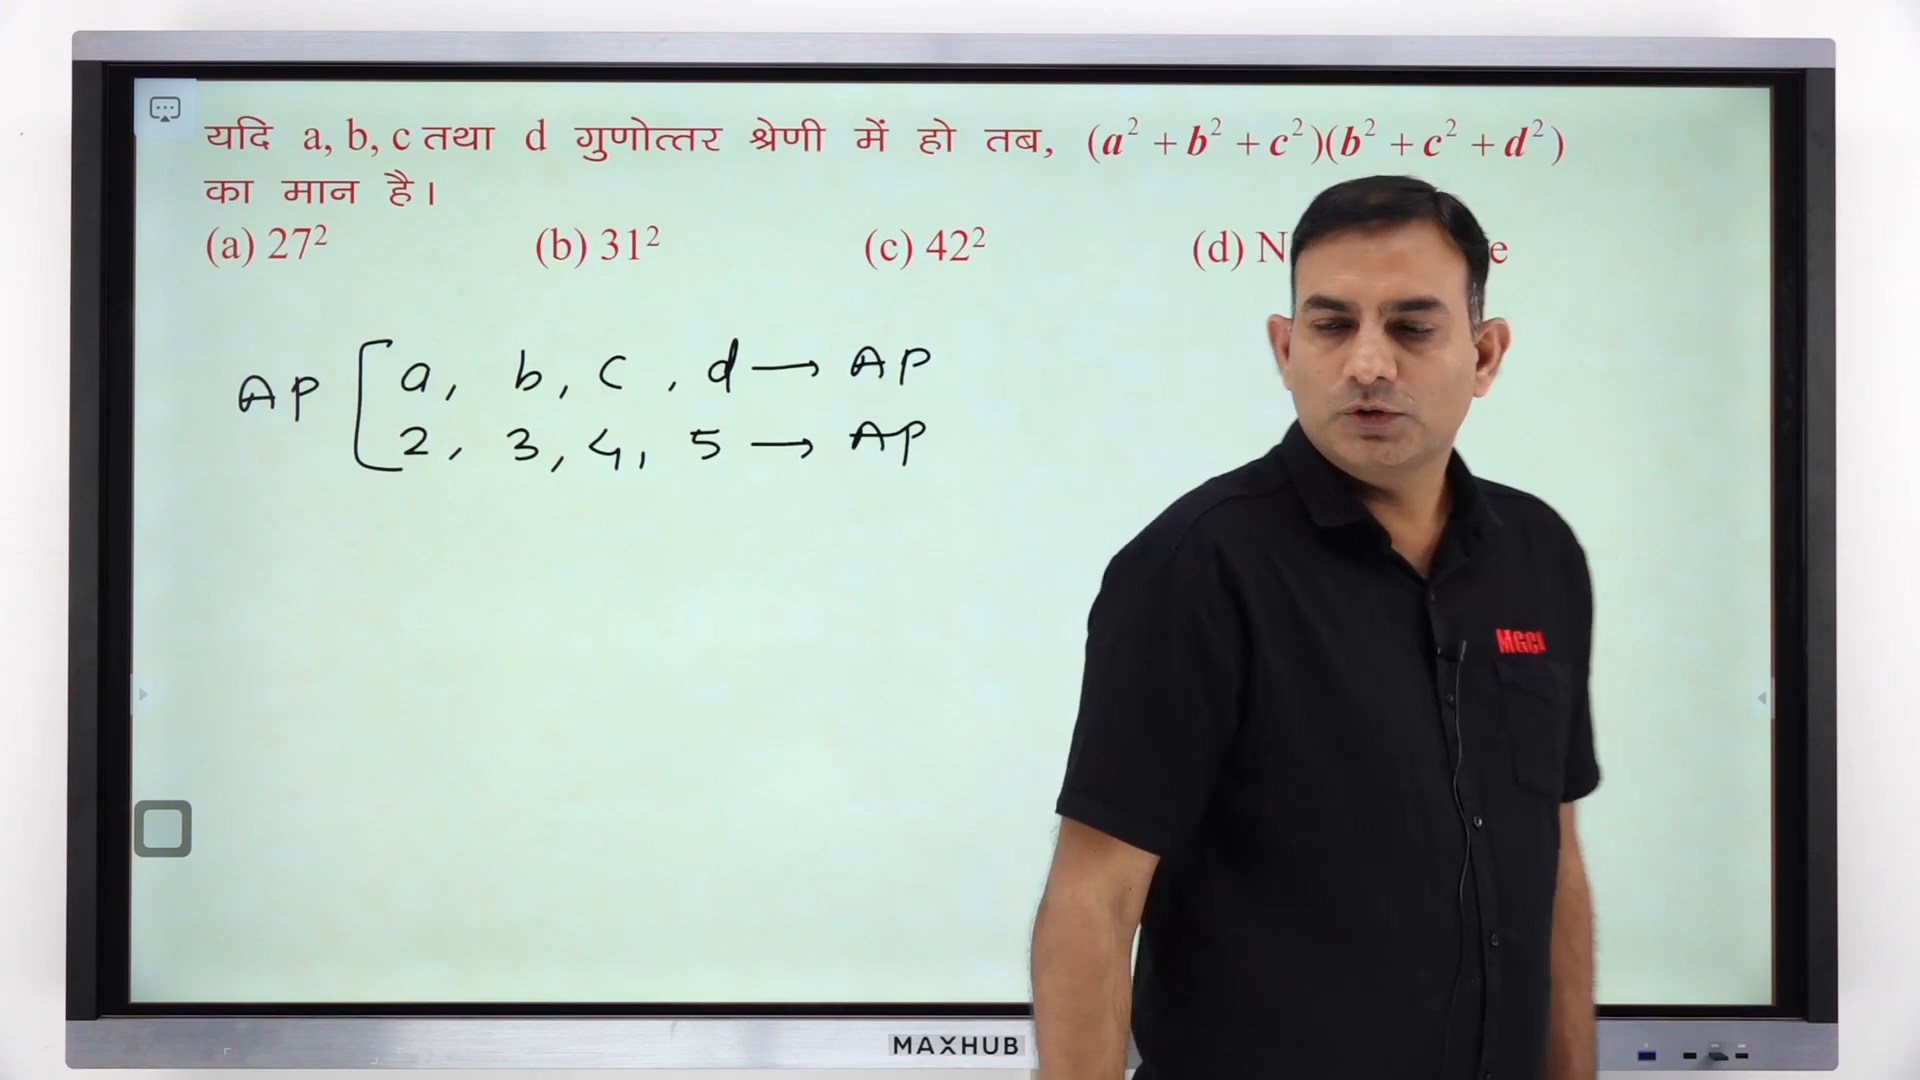 यदि a, b, c तथा d गुणोत्तर श्रेणी में हो तब, (a² + b² + c²)(b² + c² + d²)
का मान है।
(a) 27² (b) 31² (c) 42² (d)
AP [ a, b, c, d → AP
2, 3, 4, 5 → AP
MGCI
MAXHUB